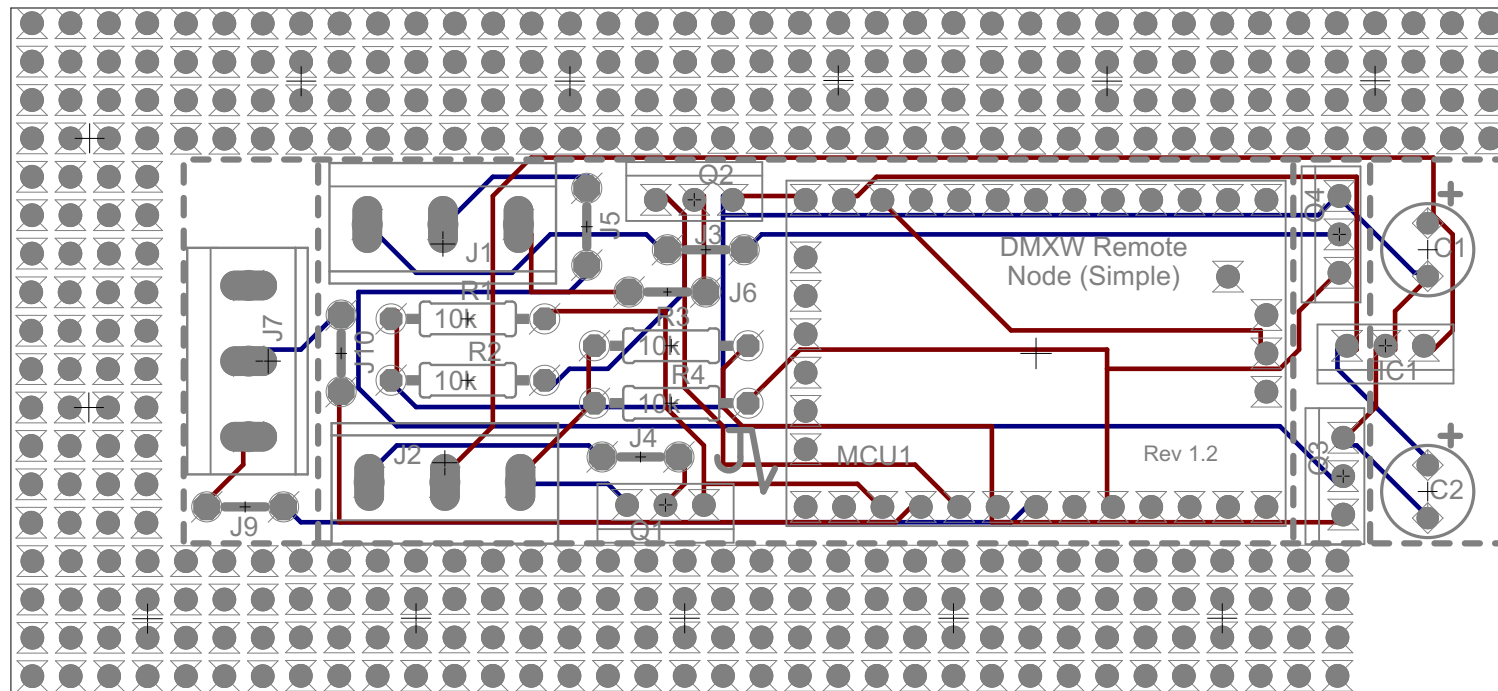 Q2
Q4
J5
J3
C1
J1
DMXW Remote
Node (Simple)
J6
R1
10k
R3
10k
J7
J10
R2
10k
IC1
R4
10k
J2
J4
JV
MCU1
Rev 1.2
Q3
C2
J9
Q1